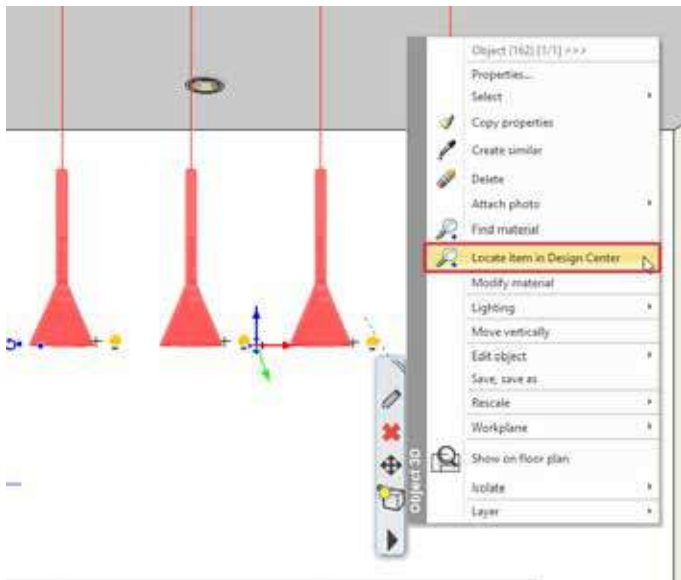 Object (162) [1/1] >>>
Properties...
Select
Copy properties
Create similar
Delete
Attach photo
Find material
Locate item in Design Center
Modify material
Lighting
Move vertically
Edit object
Save, save as
Rescale
Workplane
Show on floor plan
Isolate
Layer
Object 3D